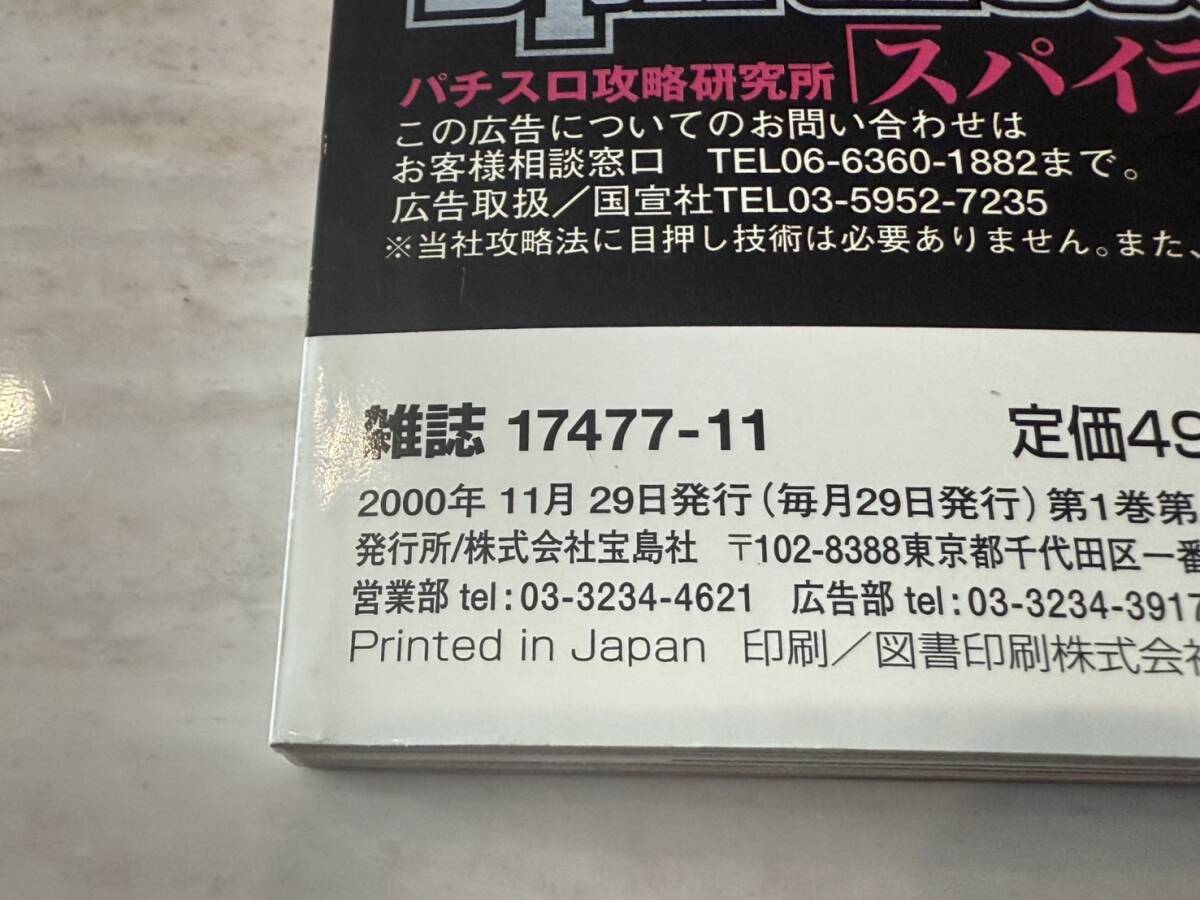 パチスロ攻略研究所「スパイ
この広告についてのお問い合わせは
お客様相談窓口 TEL06-6360-1882まで。
広告取扱／国宣社TEL03-5952-7235
※当社攻略法に目押し技術は必要ありません。また、
雑誌 17477-11 定価49
2000年 11月 29日発行（毎月29日発行）第1巻第
発行所/株式会社宝島社 〒102-8388東京都千代田区一番
営業部 tel:03-3234-4621 広告部 tel:03-3234-3917
Printed in Japan 印刷／図書印刷株式会社